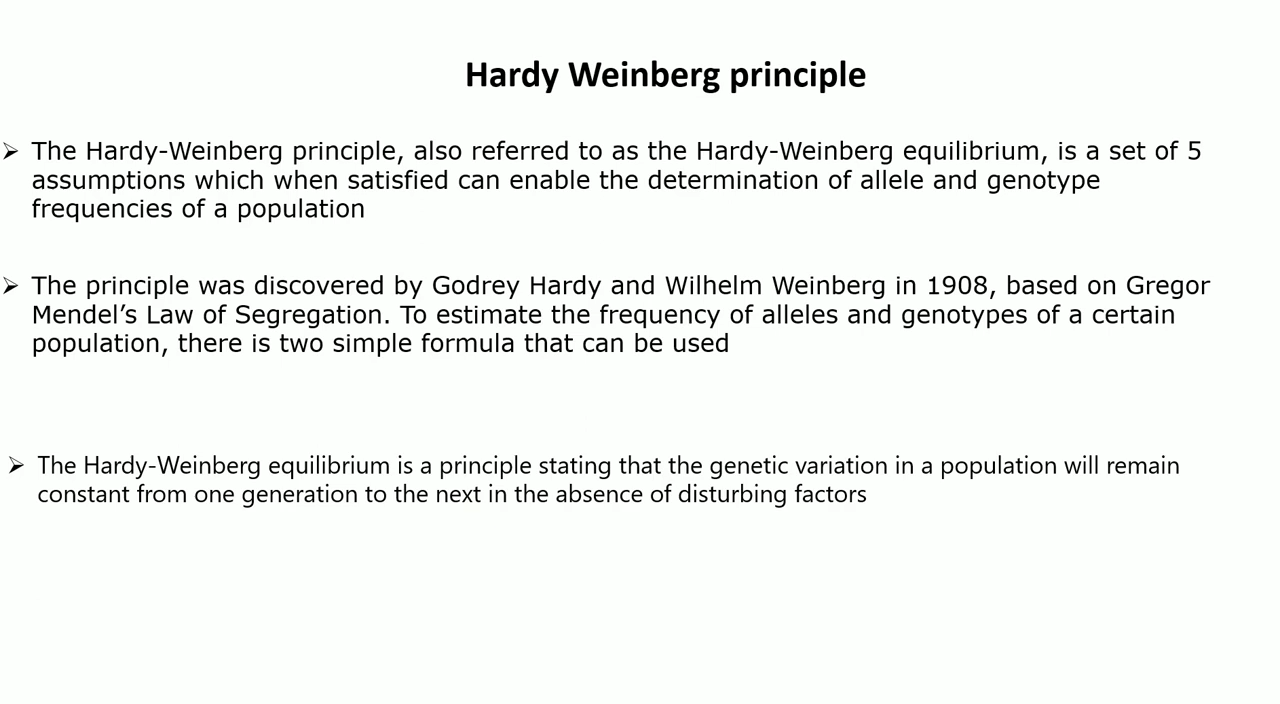 Hardy Weinberg principle
➢ The Hardy-Weinberg principle, also referred to as the Hardy-Weinberg equilibrium, is a set of 5
assumptions which when satisfied can enable the determination of allele and genotype
frequencies of a population
➢ The principle was discovered by Godrey Hardy and Wilhelm Weinberg in 1908, based on Gregor
Mendel’s Law of Segregation. To estimate the frequency of alleles and genotypes of a certain
population, there is two simple formula that can be used
➢ The Hardy-Weinberg equilibrium is a principle stating that the genetic variation in a population will remain
constant from one generation to the next in the absence of disturbing factors